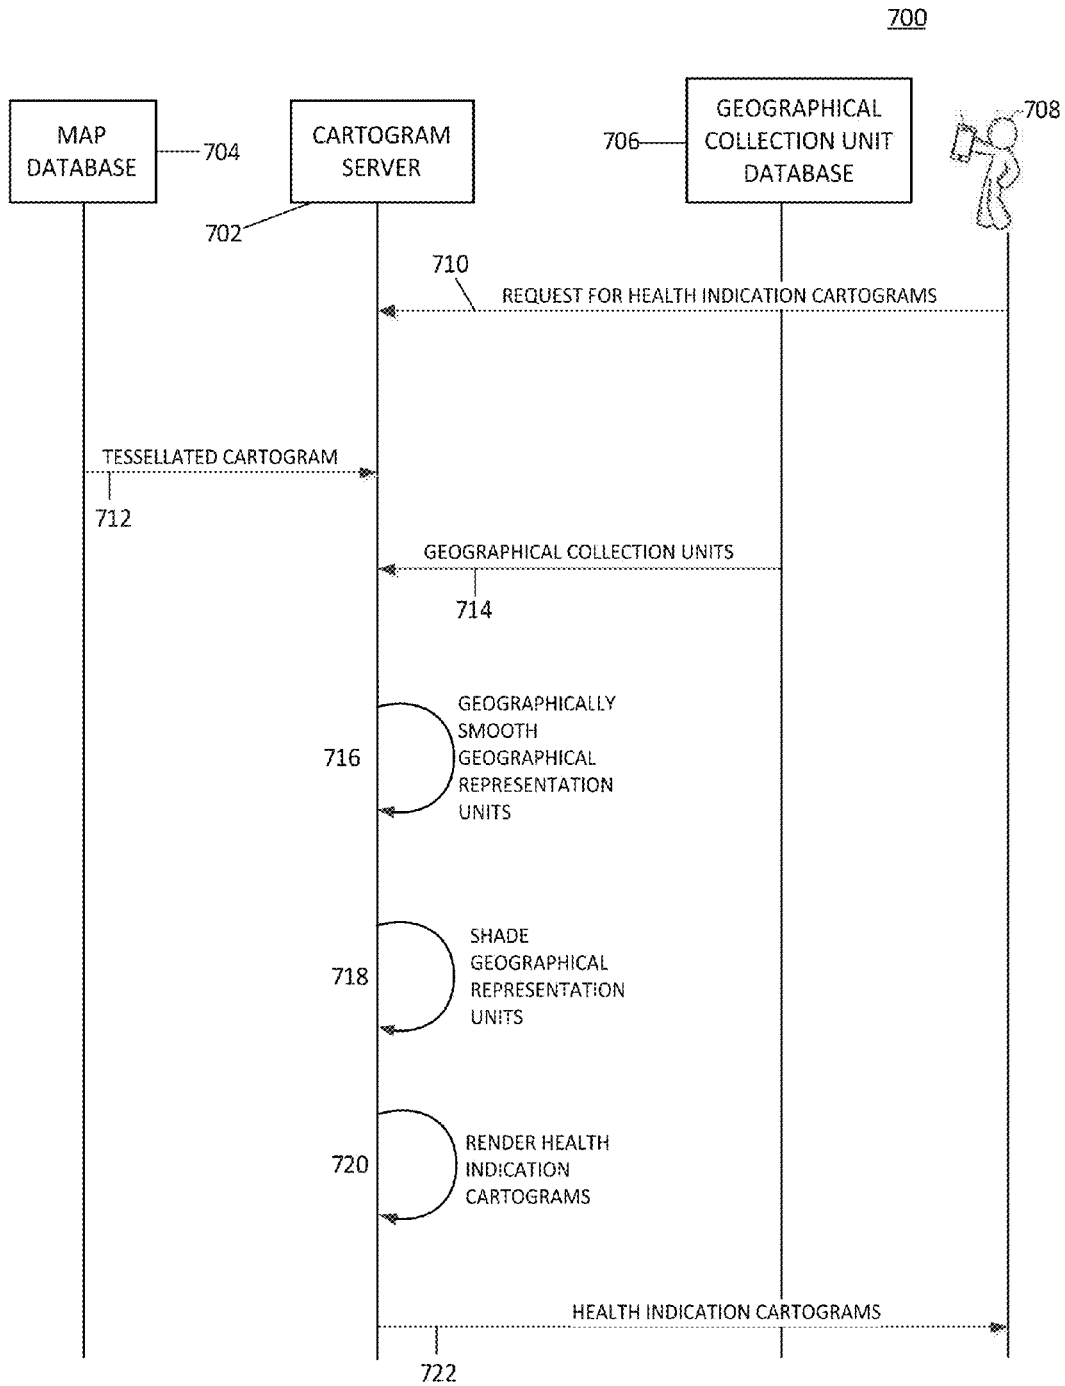 700
MAP
DATABASE
704
CARTOGRAM
SERVER
702
GEOGRAPHICAL
COLLECTION UNIT
DATABASE
706
708
710
REQUEST FOR HEALTH INDICATION CARTOGRAMS
TESSELLATED CARTOGRAM
712
GEOGRAPHICAL COLLECTION UNITS
714
716
GEOGRAPHICALLY
SMOOTH
GEOGRAPHICAL
REPRESENTATION
UNITS
718
SHADE
GEOGRAPHICAL
REPRESENTATION
UNITS
720
RENDER HEALTH
INDICATION
CARTOGRAMS
HEALTH INDICATION CARTOGRAMS
722